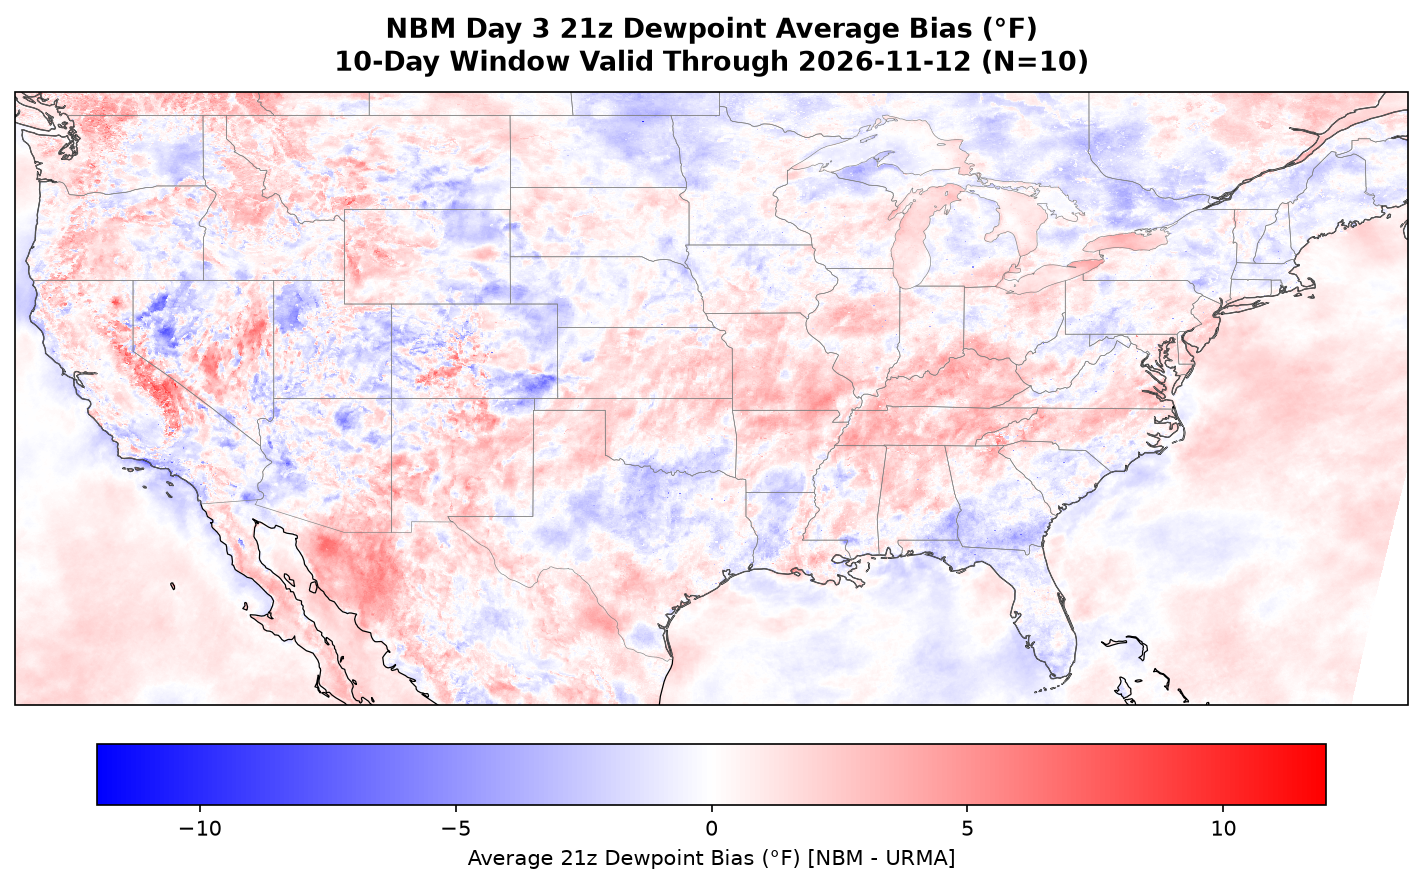 NBM Day 3 21z Dewpoint Average Bias (°F)
10-Day Window Valid Through 2026-11-12 (N=10)
−10 −5 0 5 10
Average 21z Dewpoint Bias (°F) [NBM - URMA]